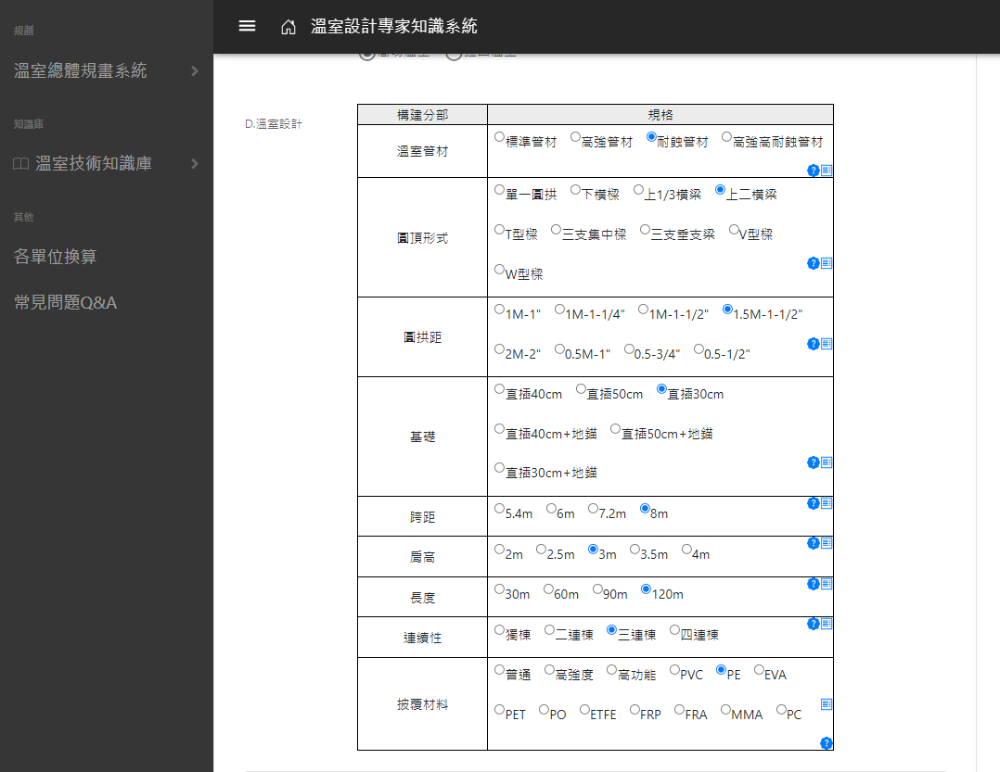 規劃
溫室總體規畫系統
知識庫
溫室技術知識庫
其他
各單位換算
常見問題Q&A
溫室設計專家知識系統
D.溫室設計
構建分部 規格
溫室管材
標準管材 高強管材 耐蝕管材 高強高耐蝕管材
圓頂形式
單一圓拱 下橫樑 上1/3橫梁 上二橫梁
T型樑 三支集中樑 三支垂支梁 V型樑
W型樑
圓拱距
1M-1" 1M-1-1/4" 1M-1-1/2" 1.5M-1-1/2"
2M-2" 0.5M-1" 0.5-3/4" 0.5-1/2"
基礎
直插40cm 直插50cm 直插30cm
直插40cm+地錨 直插50cm+地錨
直插30cm+地錨
跨距 5.4m 6m 7.2m 8m
肩高 2m 2.5m 3m 3.5m 4m
長度 30m 60m 90m 120m
連續性 獨棟 二連棟 三連棟 四連棟
披覆材料
普通 高強度 高功能 PVC PE EVA
PET PO ETFE FRP FRA MMA PC